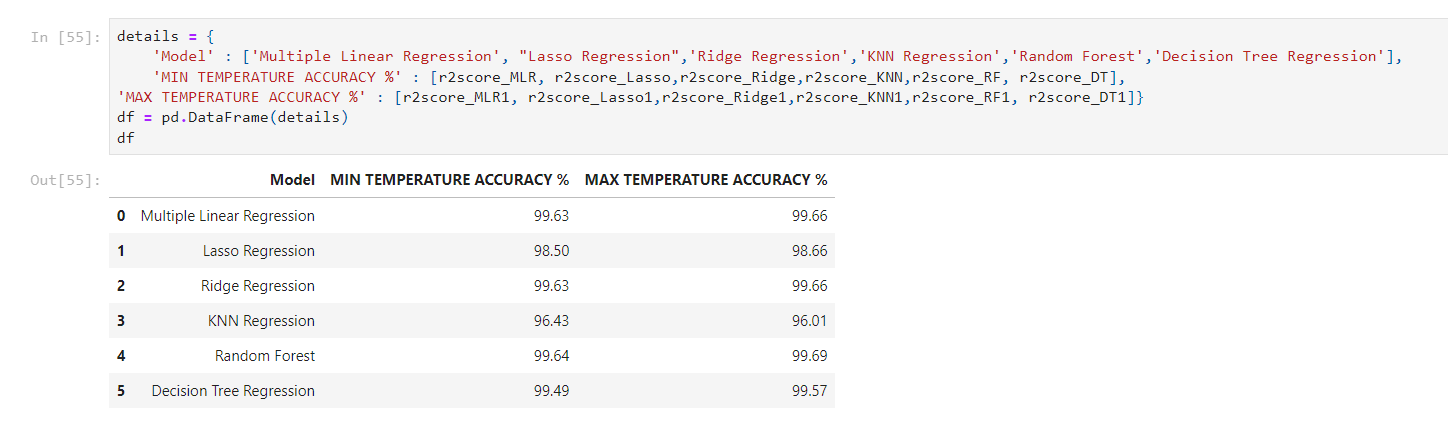 In [55]: details = {
'Model' : ['Multiple Linear Regression', "Lasso Regression",'Ridge Regression','KNN Regression','Random Forest','Decision Tree Regression'],
'MIN TEMPERATURE ACCURACY %' : [r2score_MLR, r2score_Lasso,r2score_Ridge,r2score_KNN,r2score_RF, r2score_DT],
'MAX TEMPERATURE ACCURACY %' : [r2score_MLR1, r2score_Lasso1,r2score_Ridge1,r2score_KNN1,r2score_RF1, r2score_DT1]}
df = pd.DataFrame(details)
df
Out[55]: Model MIN TEMPERATURE ACCURACY % MAX TEMPERATURE ACCURACY %
0 Multiple Linear Regression 99.63 99.66
1 Lasso Regression 98.50 98.66
2 Ridge Regression 99.63 99.66
3 KNN Regression 96.43 96.01
4 Random Forest 99.64 99.69
5 Decision Tree Regression 99.49 99.57